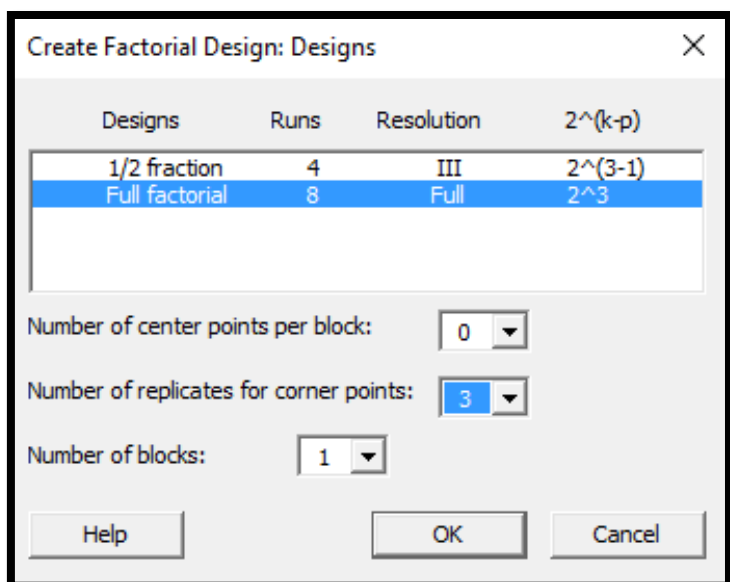 Create Factorial Design: Designs
Designs Runs Resolution 2^(k-p)
1/2 fraction 4 III 2^(3-1)
Full factorial 8 Full 2^3
Number of center points per block: 0
Number of replicates for corner points: 3
Number of blocks: 1
Help OK Cancel